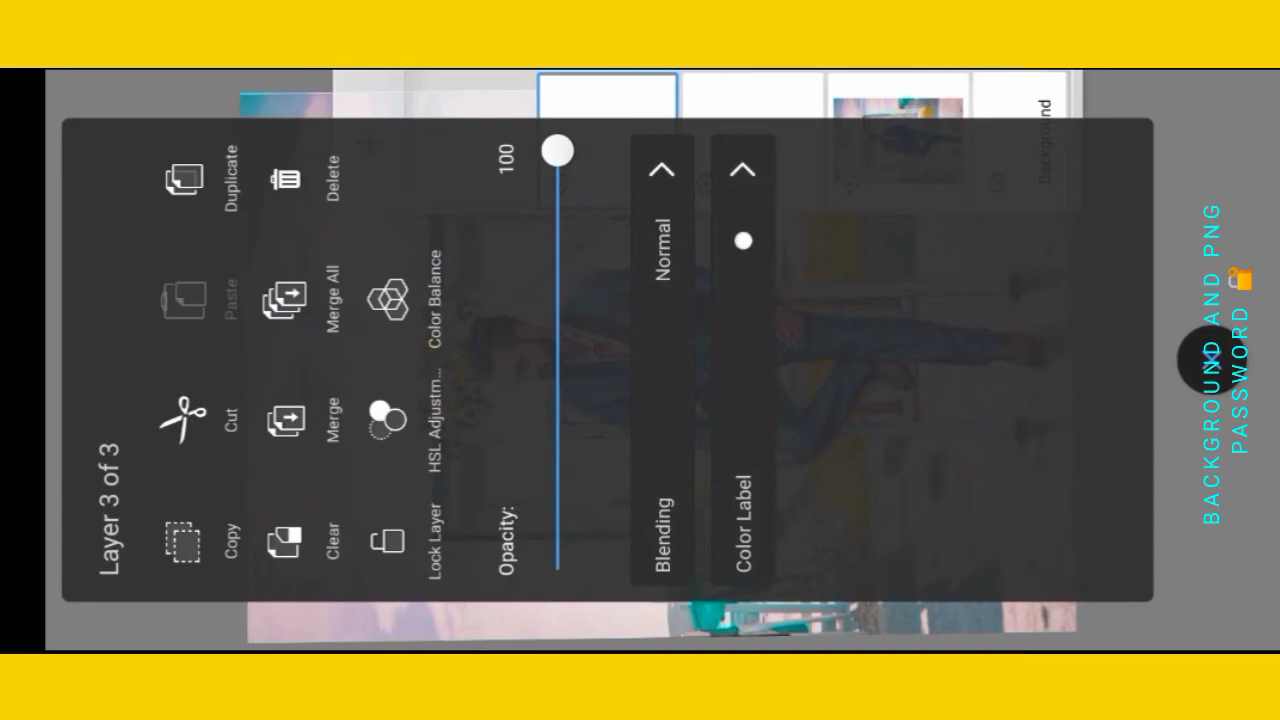 Layer 3 of 3
Copy
Cut
Paste
Duplicate
Clear
Merge
Merge All
Delete
Lock Layer
HSL Adjustm...
Color Balance
Opacity:
100
Blending
Normal
Color Label
Background
BACKGROUND AND PNG
PASSWORD 🔐